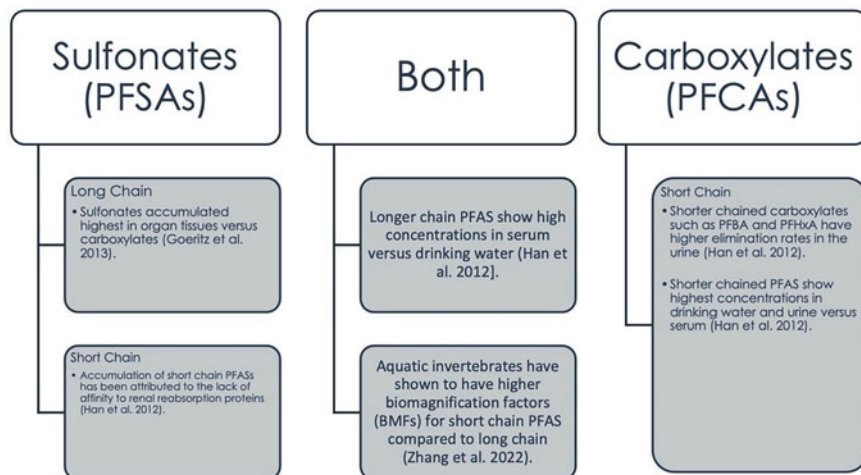 Sulfonates
(PFSAs)
Long Chain
• Sulfonates accumulated
highest in organ tissues versus
carboxylates (Goeritz et al.
2013).
Short Chain
• Accumulation of short chain PFASs
has been attributed to the lack of
affinity to renal reabsorption proteins
(Han et al. 2012).
Both
Longer chain PFAS show high
concentrations in serum
versus drinking water (Han et
al. 2012].
Aquatic invertebrates have
shown to have higher
biomagnification factors
(BMFs) for short chain PFAS
compared to long chain
(Zhang et al. 2022).
Carboxylates
(PFCAs)
Short Chain
• Shorter chained carboxylates
such as PFBA and PFHxA have
higher elimination rates in the
urine (Han et al. 2012).
• Shorter chained PFAS show
highest concentrations in
drinking water and urine versus
serum (Han et al. 2012).